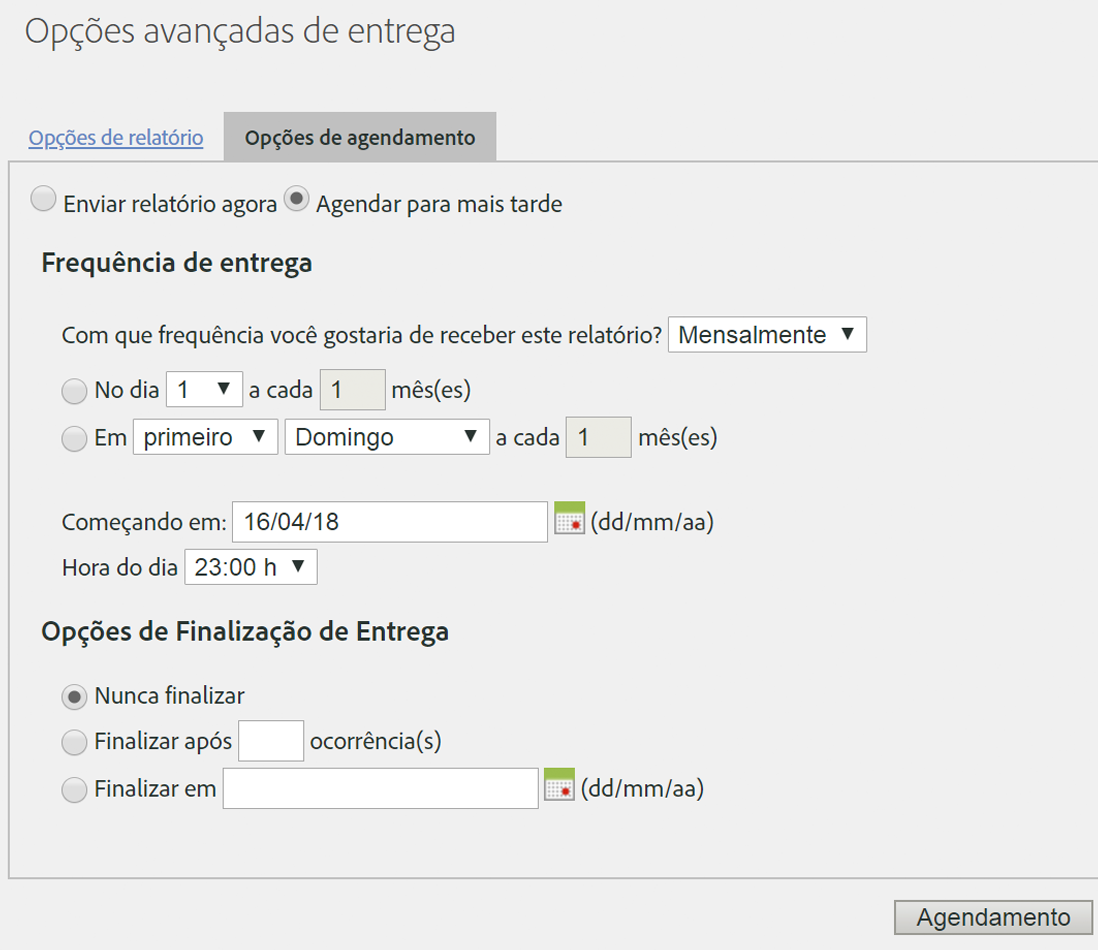 Opções avançadas de entrega
Opções de relatório Opções de agendamento
Enviar relatório agora Agendar para mais tarde
Frequência de entrega
Com que frequência você gostaria de receber este relatório? Mensalmente
No dia 1 a cada 1 mês(es)
Em primeiro Domingo a cada 1 mês(es)
Começando em: 16/04/18 (dd/mm/aa)
Hora do dia 23:00 h
Opções de Finalização de Entrega
Nunca finalizar
Finalizar após ocorrência(s)
Finalizar em (dd/mm/aa)
Agendamento